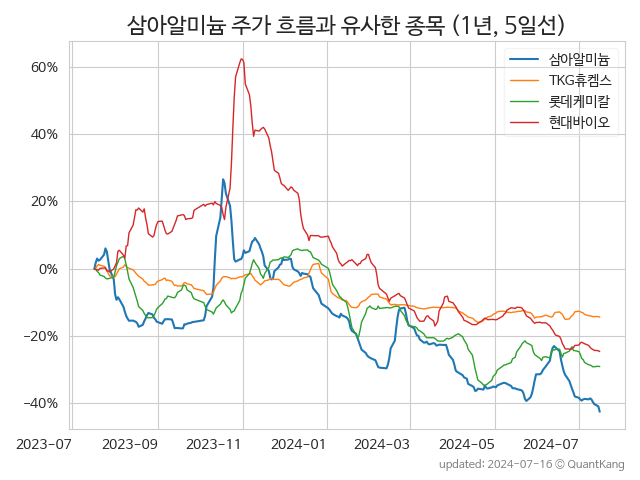 삼아알미늄 주가 흐름과 유사한 종목 (1년, 5일선)
삼아알미늄
TKG휴켐스
롯데케미칼
현대바이오
60%
40%
20%
0%
−20%
−40%
2023-07 2023-09 2023-11 2024-01 2024-03 2024-05 2024-07
updated: 2024-07-16 © QuantKang